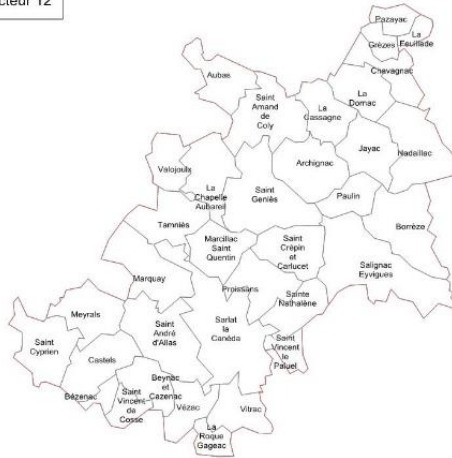 cteur 12
Pazayac
La
Feuillade
Grèzes
Chavagnac
Aubas
Saint
Amand
de
Coly
La
Cassagne
La
Dornac
Jayac
Nadaillac
Archignac
Valojoulx
La
Chapelle
Aubareil
Saint
Geniès
Paulin
Borrèze
Tamniès
Marcillac
Saint
Quentin
Saint
Crépin
et
Carlucet
Salignac
Eyvigues
Marquay
Proissans
Sainte
Nathalène
Meyrals
Saint
Cyprien
Saint
André
d'Allas
Sarlat
la
Canéda
Saint
Vincent
le
Paluel
Castels
Bézenac
Saint
Vincent
de
Cosse
Beynac
et
Cazenac
Vézac
Vitrac
La
Roque
Gageac